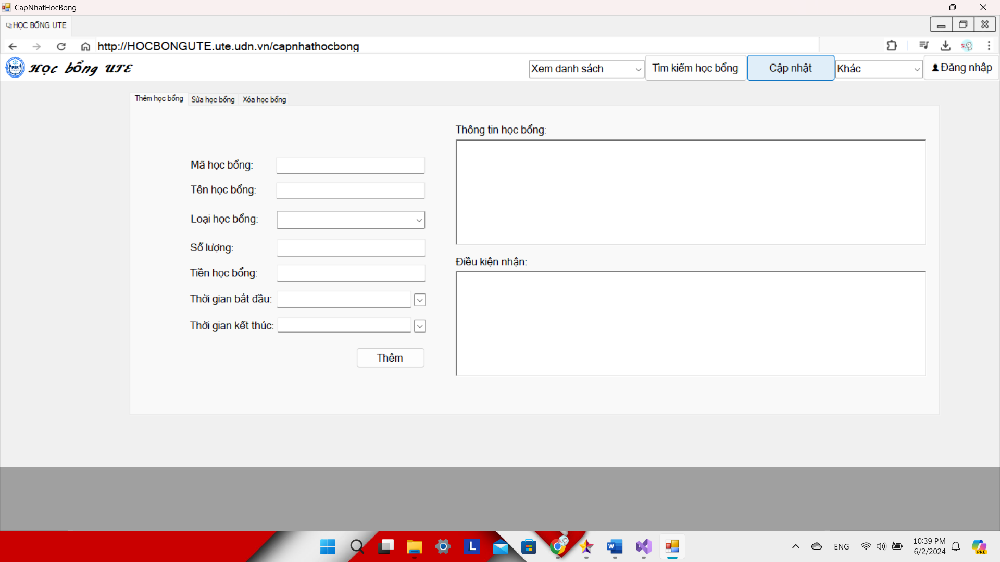 CapNhatHocBong
HỌC BỔNG UTE
http://HOCBONGUTE.ute.udn.vn/capnhathocbong
Học bổng UTE
Xem danh sách
Tìm kiếm học bổng
Cập nhật
Khác
Đăng nhập
Thêm học bổng
Sửa học bổng
Xóa học bổng
Thông tin học bổng:
Mã học bổng:
Tên học bổng:
Loại học bổng:
Số lượng:
Điều kiện nhận:
Tiền học bổng:
Thời gian bắt đầu:
Thời gian kết thúc:
Thêm
L
W
ENG
10:39 PM
6/2/2024
PRE